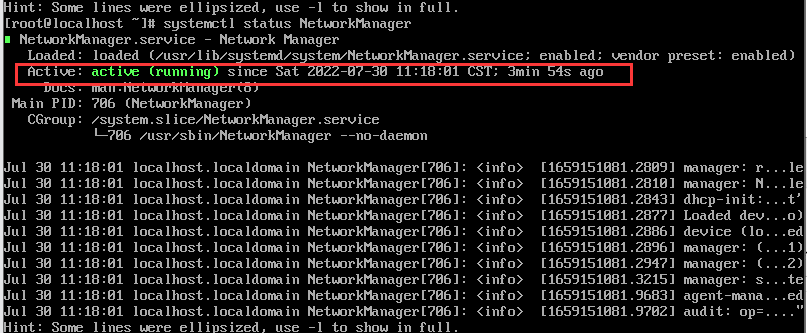 Hint: Some lines were ellipsized, use -l to show in full.
[root@localhost ~]# systemctl status NetworkManager
NetworkManager.service - Network Manager
Loaded: loaded (/usr/lib/systemd/system/NetworkManager.service; enabled; vendor preset: enabled)
Active: active (running) since Sat 2022-07-30 11:18:01 CST; 3min 54s ago
Docs: man:NetworkManager(8)
Main PID: 706 (NetworkManager)
CGroup: /system.slice/NetworkManager.service
└─706 /usr/sbin/NetworkManager --no-daemon
Jul 30 11:18:01 localhost.localdomain NetworkManager[706]: <info>  [1659151081.2809] manager: r...le
Jul 30 11:18:01 localhost.localdomain NetworkManager[706]: <info>  [1659151081.2810] manager: N...le
Jul 30 11:18:01 localhost.localdomain NetworkManager[706]: <info>  [1659151081.2843] dhcp-init:...t'
Jul 30 11:18:01 localhost.localdomain NetworkManager[706]: <info>  [1659151081.2877] Loaded dev...o)
Jul 30 11:18:01 localhost.localdomain NetworkManager[706]: <info>  [1659151081.2886] device (lo...ed
Jul 30 11:18:01 localhost.localdomain NetworkManager[706]: <info>  [1659151081.2896] manager: (...1)
Jul 30 11:18:01 localhost.localdomain NetworkManager[706]: <info>  [1659151081.2947] manager: (...2)
Jul 30 11:18:01 localhost.localdomain NetworkManager[706]: <info>  [1659151081.3215] manager: s...te
Jul 30 11:18:01 localhost.localdomain NetworkManager[706]: <info>  [1659151081.9683] agent-mana...ed
Jul 30 11:18:01 localhost.localdomain NetworkManager[706]: <info>  [1659151081.9702] audit: op=....'
Hint: Some lines were ellipsized, use -l to show in full.